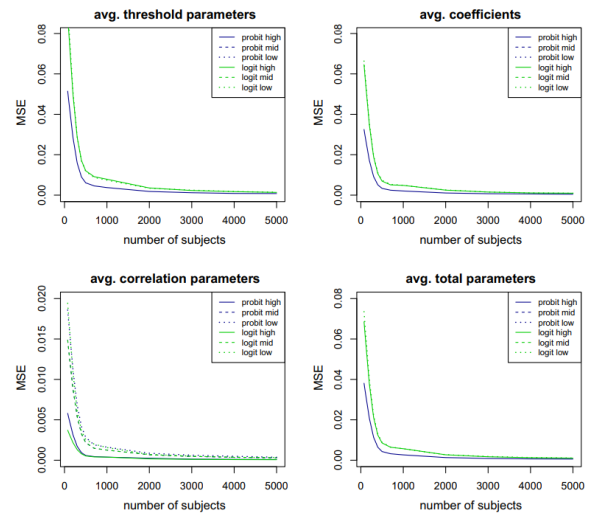 avg. threshold parameters
MSE
0.00 0.02 0.04 0.06 0.08
probit high
probit mid
probit low
logit high
logit mid
logit low
0 1000 2000 3000 4000 5000
number of subjects
avg. coefficients
MSE
0.00 0.02 0.04 0.06 0.08
probit high
probit mid
probit low
logit high
logit mid
logit low
0 1000 2000 3000 4000 5000
number of subjects
avg. correlation parameters
MSE
0.000 0.005 0.010 0.015 0.020
probit high
probit mid
probit low
logit high
logit mid
logit low
0 1000 2000 3000 4000 5000
number of subjects
avg. total parameters
MSE
0.00 0.02 0.04 0.06 0.08
probit high
probit mid
probit low
logit high
logit mid
logit low
0 1000 2000 3000 4000 5000
number of subjects